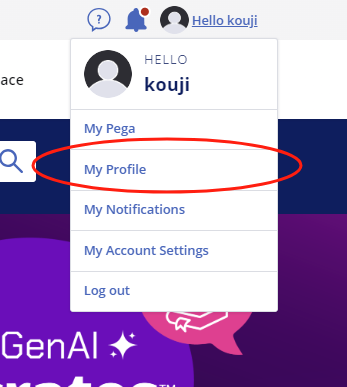 ?
Hello kouji
ace
HELLO
kouji
My Pega
My Profile
My Notifications
My Account Settings
Log out
GenAI